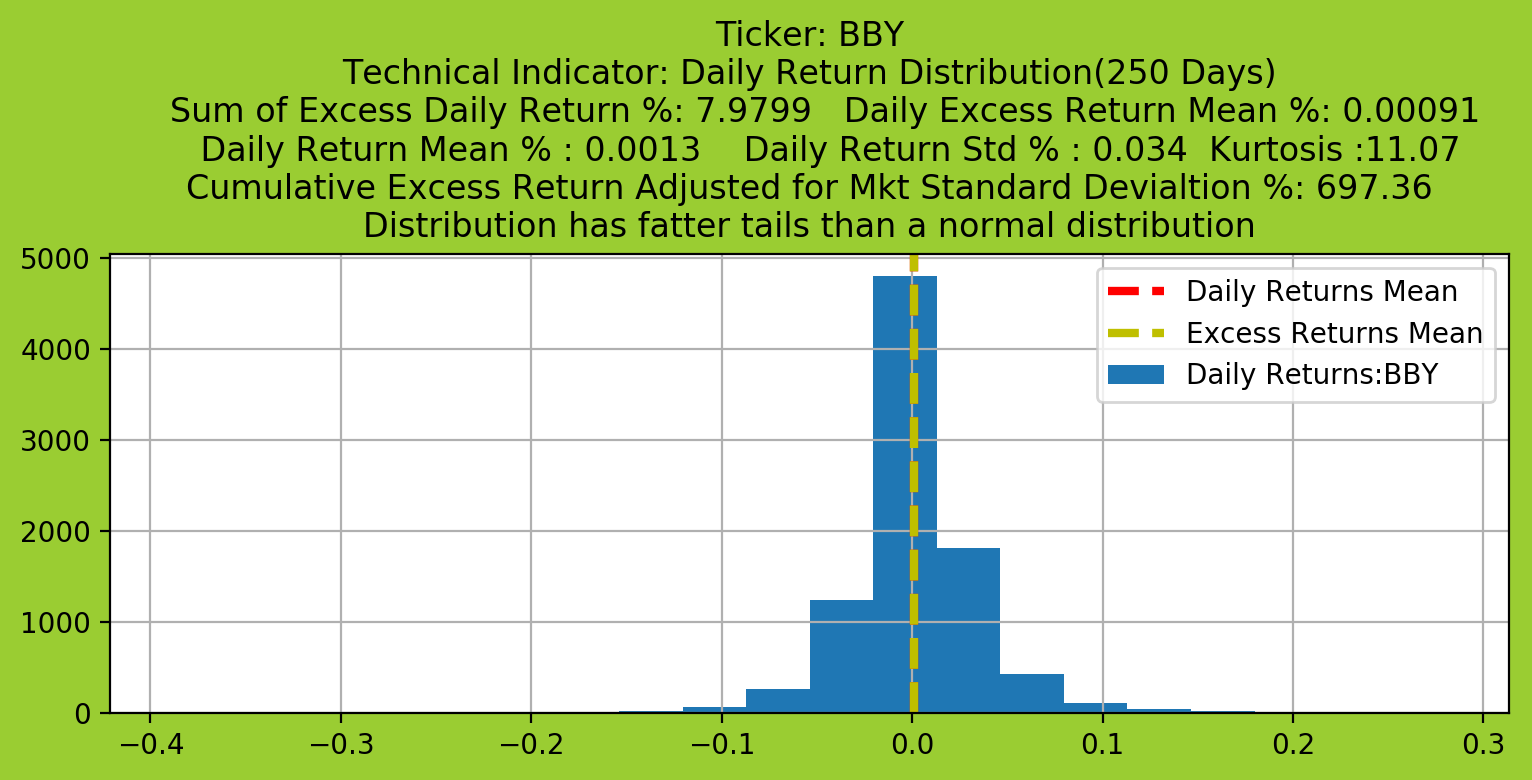 Ticker: BBY
Technical Indicator: Daily Return Distribution(250 Days)
Sum of Excess Daily Return %: 7.9799   Daily Excess Return Mean %: 0.00091
Daily Return Mean % : 0.0013    Daily Return Std % : 0.034  Kurtosis :11.07
Cumulative Excess Return Adjusted for Mkt Standard Devialtion %: 697.36
Distribution has fatter tails than a normal distribution
5000
4000
3000
2000
1000
0
Daily Returns Mean
Excess Returns Mean
Daily Returns:BBY
−0.4 −0.3 −0.2 −0.1 0.0 0.1 0.2 0.3